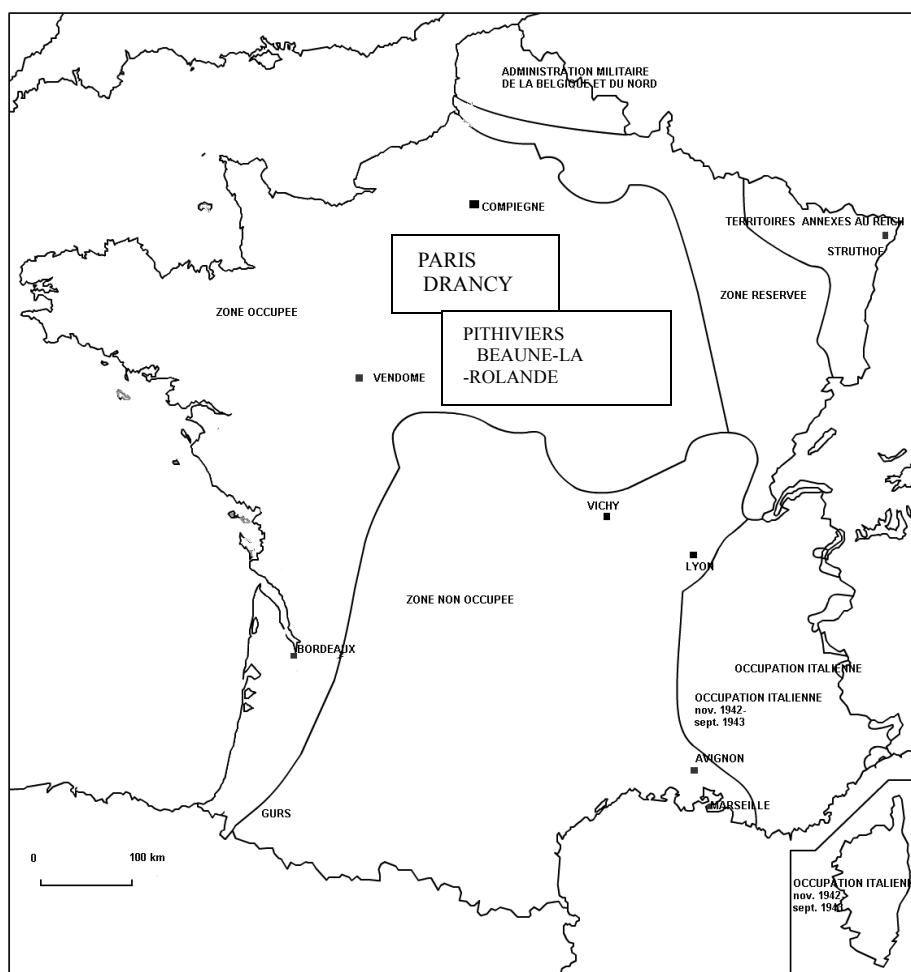 ADMINISTRATION MILITAIRE
DE LA BELGIQUE ET DU NORD
COMPIEGNE
TERRITOIRES ANNEXES AU REICH
STRUTHOF
PARIS
DRANCY
ZONE RESERVEE
ZONE OCCUPEE
PITHIVIERS
BEAUNE-LA
-ROLANDE
VENDOME
VICHY
LYON
ZONE NON OCCUPEE
BORDEAUX
OCCUPATION ITALIENNE
OCCUPATION ITALIENNE
nov. 1942-
sept. 1943
AVIGNON
MARSEILLE
GURS
0 100 km
OCCUPATION ITALIENN
nov. 1942-
sept. 1943